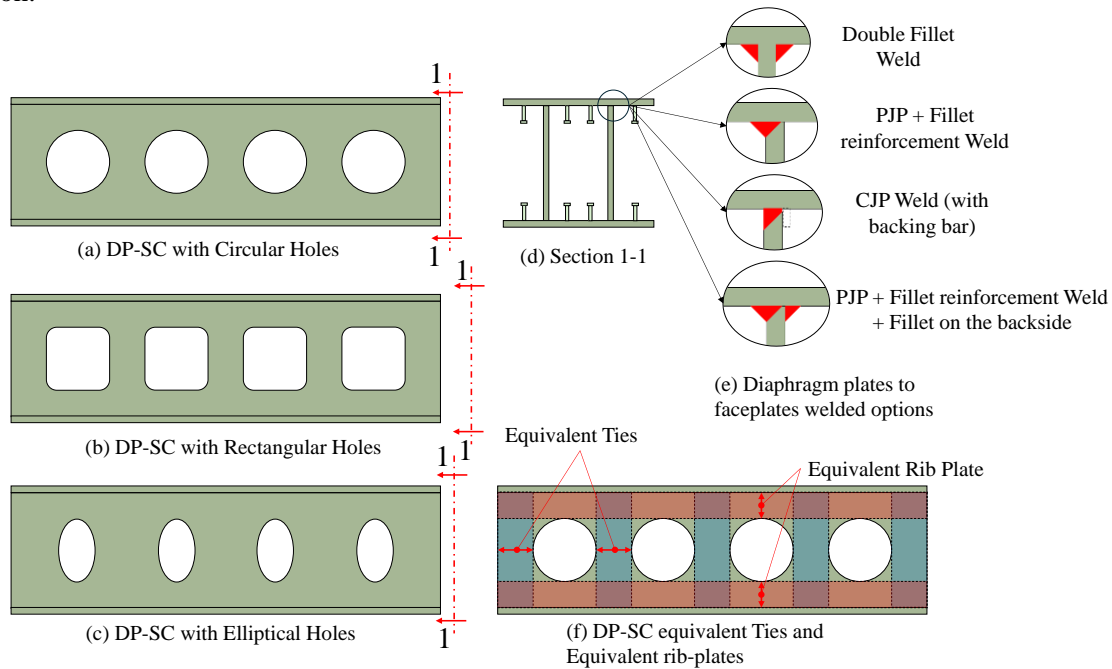 on.
1
1
(a) DP-SC with Circular Holes
1
1
(b) DP-SC with Rectangular Holes
1
1
(c) DP-SC with Elliptical Holes
(d) Section 1-1
Double Fillet
Weld
PJP + Fillet
reinforcement Weld
CJP Weld (with
backing bar)
PJP + Fillet reinforcement Weld
+ Fillet on the backside
(e) Diaphragm plates to
faceplates welded options
Equivalent Ties
Equivalent Rib Plate
(f) DP-SC equivalent Ties and
Equivalent rib-plates